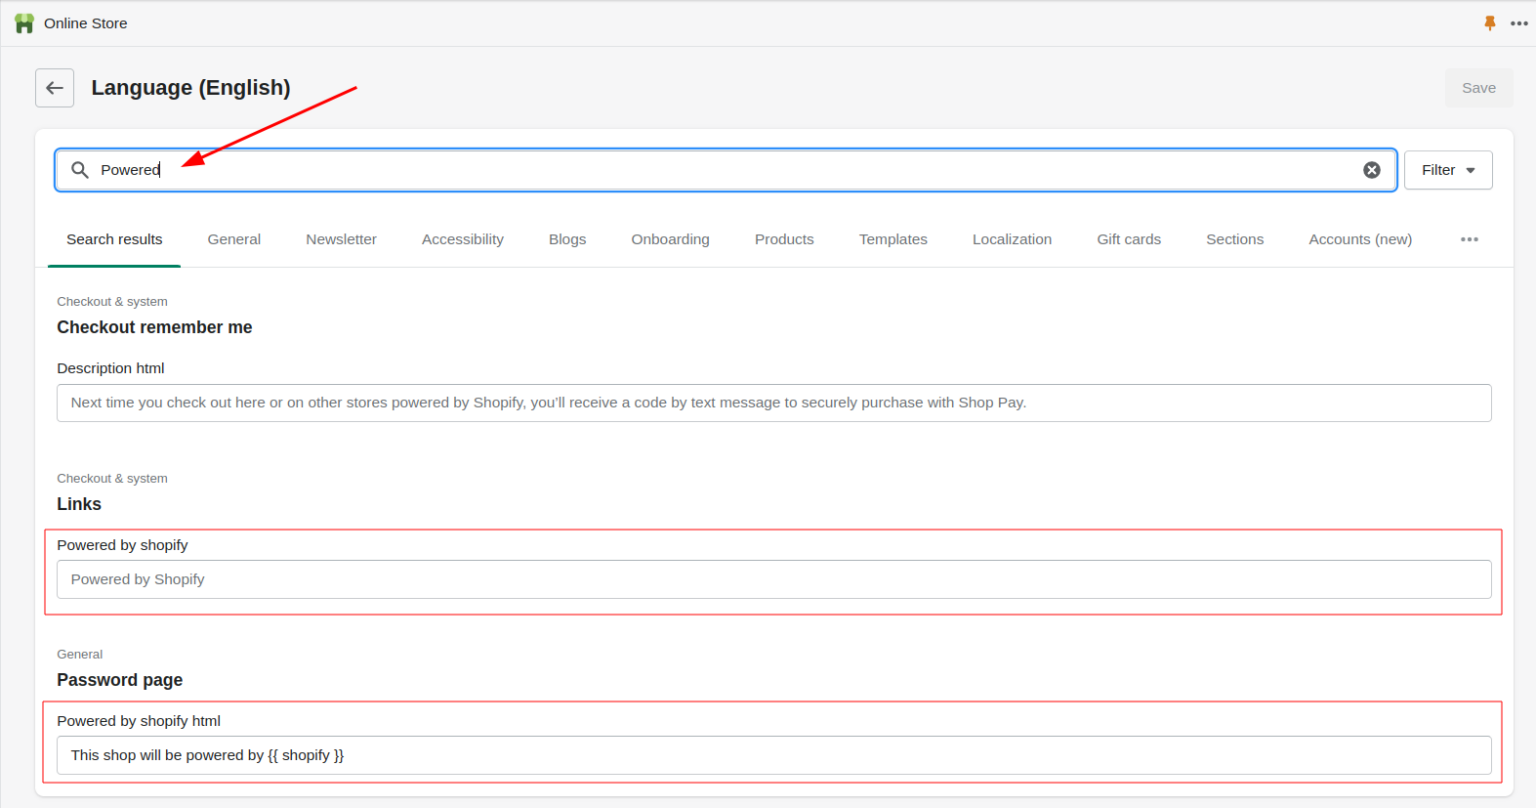 Online Store
Language (English)
Save
Powered
Filter
Search results General Newsletter Accessibility Blogs Onboarding Products Templates Localization Gift cards Sections Accounts (new)
Checkout & system
Checkout remember me
Description html
Next time you check out here or on other stores powered by Shopify, you’ll receive a code by text message to securely purchase with Shop Pay.
Checkout & system
Links
Powered by shopify
Powered by Shopify
General
Password page
Powered by shopify html
This shop will be powered by {{ shopify }}